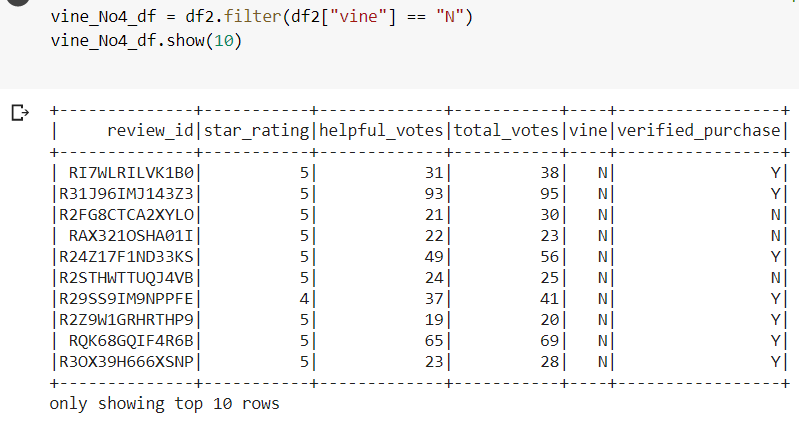 vine_No4_df = df2.filter(df2["vine"] == "N")
vine_No4_df.show(10)
+--------------+-----------+-------------+-----------+----+-----------------+
|     review_id|star_rating|helpful_votes|total_votes|vine|verified_purchase|
+--------------+-----------+-------------+-----------+----+-----------------+
| RI7WLRILVK1B0|          5|           31|         38|   N|                Y|
|R31J96IMJ143Z3|          5|           93|         95|   N|                Y|
|R2FG8CTCA2XYLO|          5|           21|         30|   N|                N|
| RAX321OSHA01I|          5|           22|         23|   N|                N|
|R24Z17F1ND33KS|          5|           49|         56|   N|                Y|
|R2STHWTTUQJ4VB|          5|           24|         25|   N|                N|
|R29SS9IM9NPPFE|          4|           37|         41|   N|                Y|
|R2Z9W1GRHRTHP9|          5|           19|         20|   N|                Y|
| RQK68GQIF4R6B|          5|           65|         69|   N|                Y|
|R3OX39H666XSNP|          5|           23|         28|   N|                Y|
+--------------+-----------+-------------+-----------+----+-----------------+
only showing top 10 rows